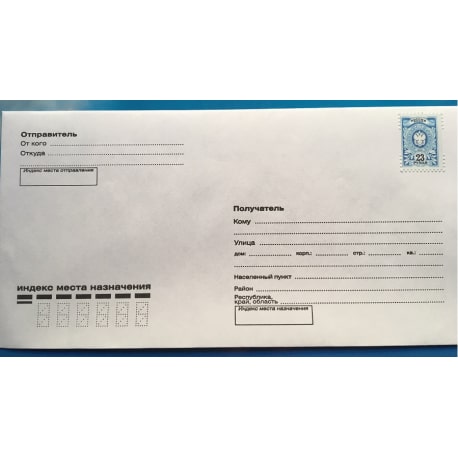 Отправитель
От кого
Откуда
Индекс места отправления
23
Получатель
Кому
Улица
дом: корп.: стр.: кв.:
Населенный пункт
Район
Республика,
край, область
Индекс места назначения
индекс места назначения